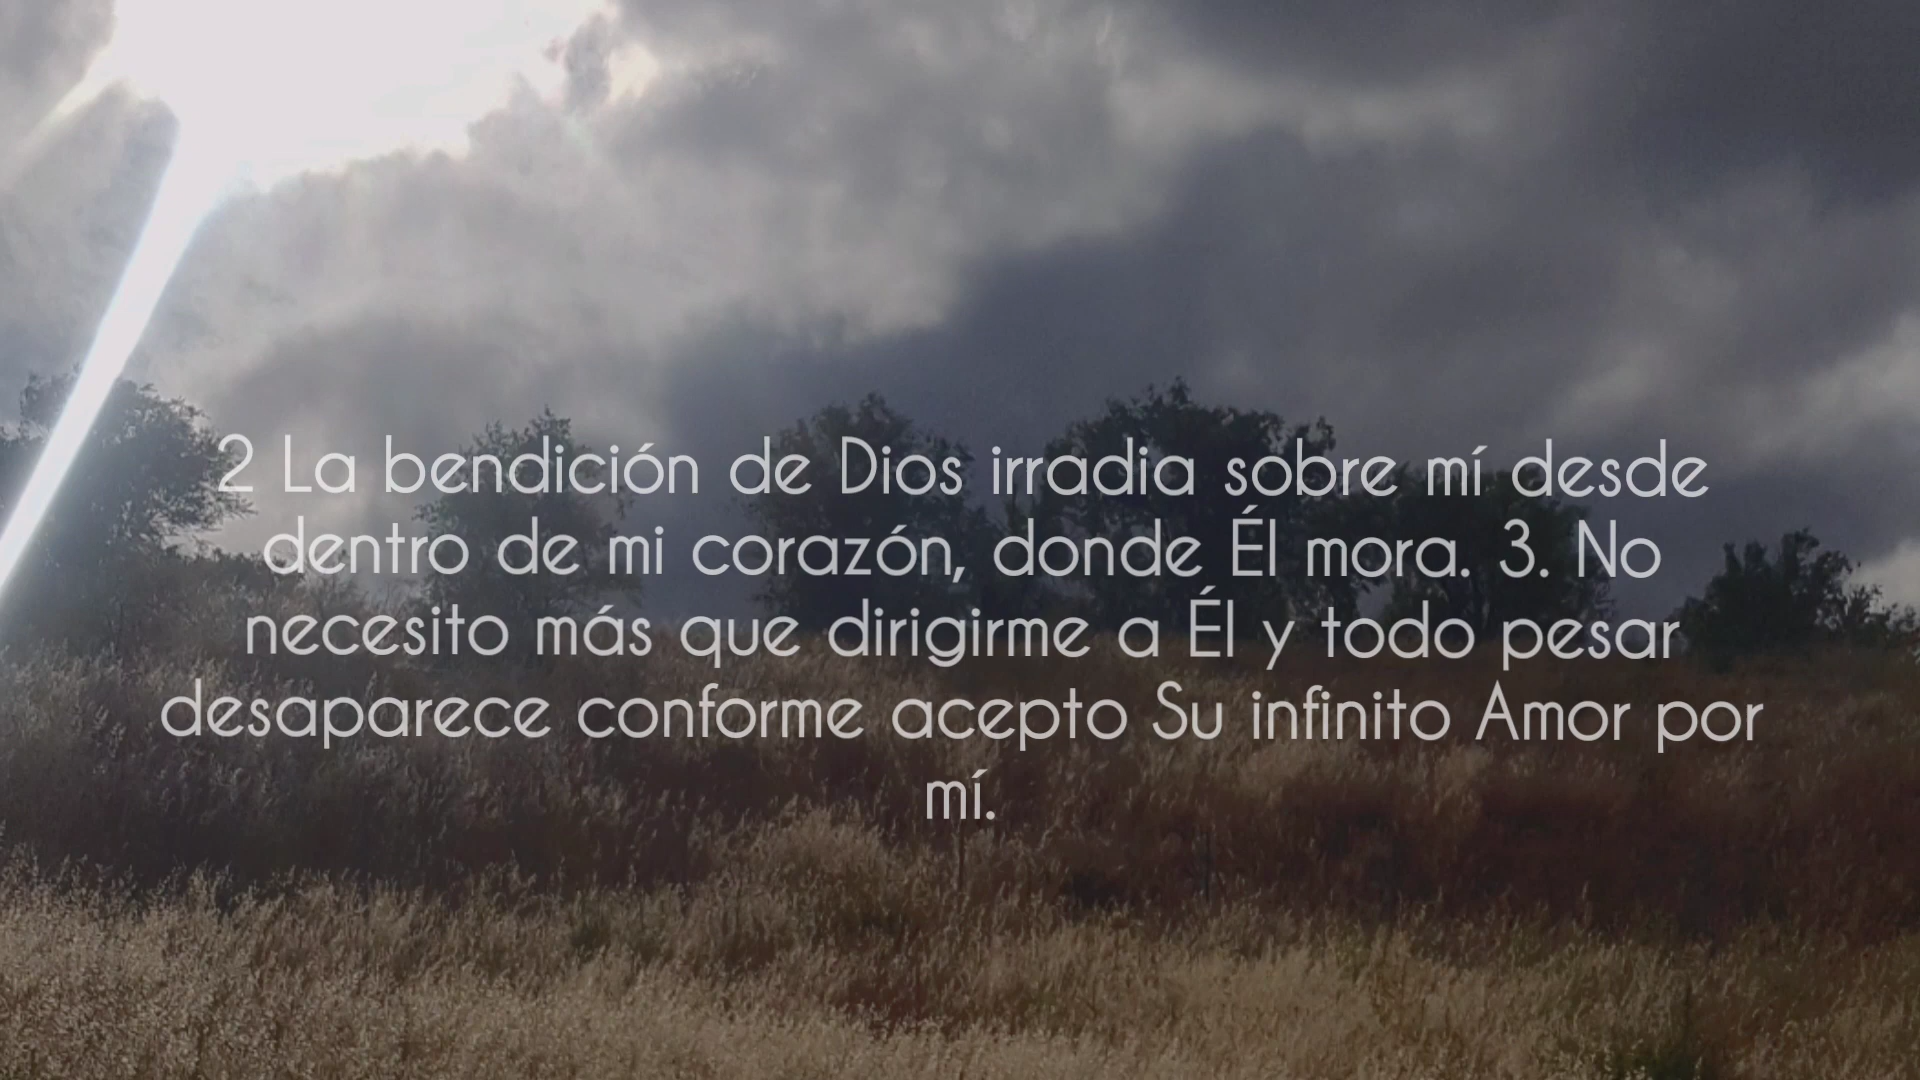 2 La bendición de Dios irradia sobre mí desde
dentro de mi corazón, donde Él mora. 3. No
necesito más que dirigirme a Él y todo pesar
desaparece conforme acepto Su infinito Amor por
mí.